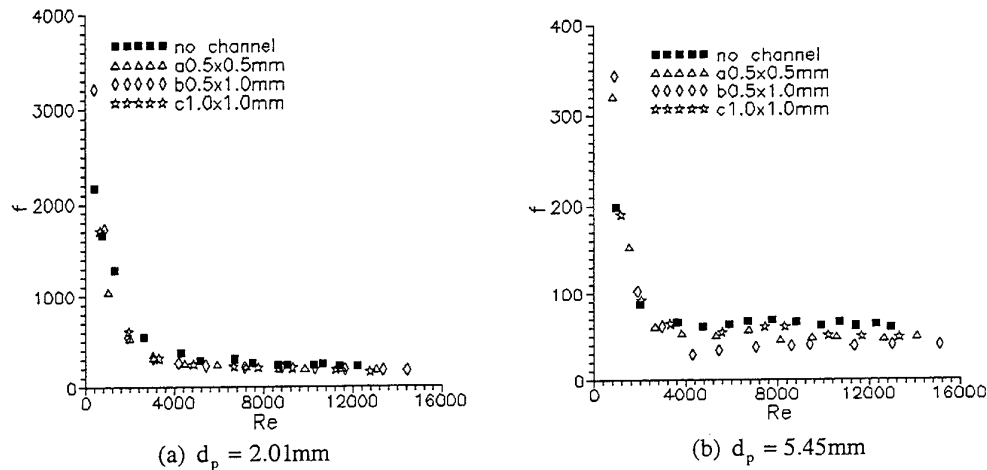 4000
3000
2000
1000
0
f
no channel
a0.5x0.5mm
b0.5x1.0mm
c1.0x1.0mm
0
4000
8000
12000
16000
Re
(a) d_p = 2.01mm
400
300
200
100
0
f
no channel
a0.5x0.5mm
b0.5x1.0mm
c1.0x1.0mm
0
4000
8000
12000
16000
Re
(b) d_p = 5.45mm